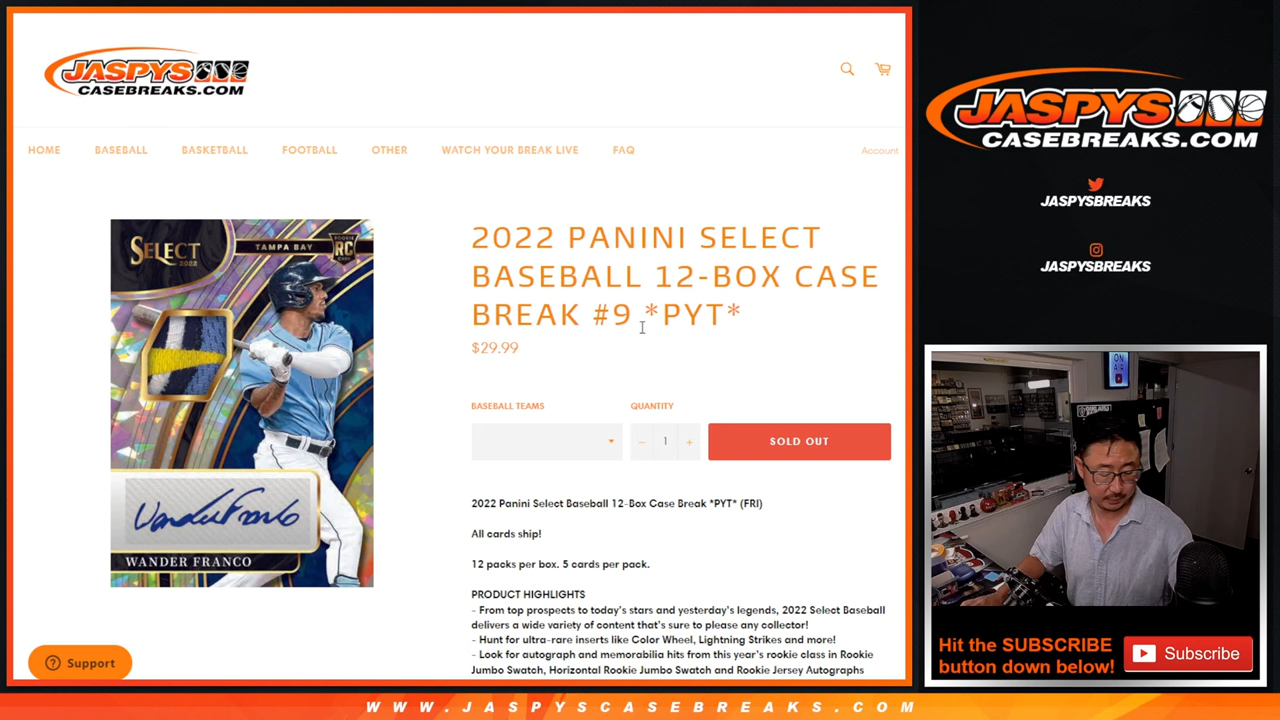 JASPYS
CASEBREAKS.COM
HOME BASEBALL BASKETBALL FOOTBALL OTHER WATCH YOUR BREAK LIVE FAQ
Account
SELECT
2022
TAMPA BAY
ROOKIE
RC
CARD
Wander Franco
WANDER FRANCO
2022 PANINI SELECT
BASEBALL 12-BOX CASE
BREAK #9 *PYT*
$29.99
BASEBALL TEAMS QUANTITY
− 1 + SOLD OUT
2022 Panini Select Baseball 12-Box Case Break *PYT* (FRI)
All cards ship!
12 packs per box. 5 cards per pack.
PRODUCT HIGHLIGHTS
- From top prospects to today's stars and yesterday's legends, 2022 Select Baseball
delivers a wide variety of content that's sure to please any collector!
- Hunt for ultra-rare inserts like Color Wheel, Lightning Strikes and more!
- Look for autograph and memorabilia hits from this year's rookie class in Rookie
Jumbo Swatch, Horizontal Rookie Jumbo Swatch and Rookie Jersey Autographs
? Support
JASPYS
CASEBREAKS.COM
JASPYSBREAKS
JASPYSBREAKS
ON
AIR
Hit the SUBSCRIBE
button down below!
Subscribe
WWW.JASPYSCASEBREAKS.COM